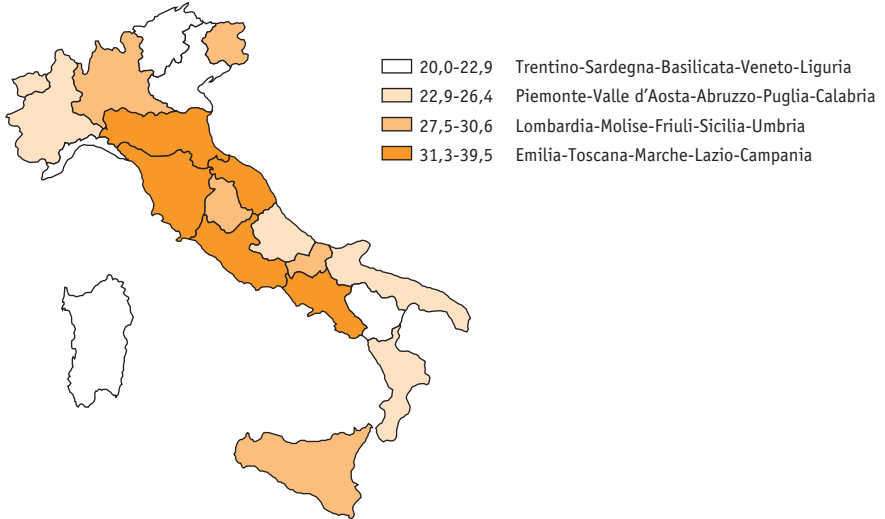 20,0-22,9 Trentino-Sardegna-Basilicata-Veneto-Liguria
22,9-26,4 Piemonte-Valle d'Aosta-Abruzzo-Puglia-Calabria
27,5-30,6 Lombardia-Molise-Friuli-Sicilia-Umbria
31,3-39,5 Emilia-Toscana-Marche-Lazio-Campania